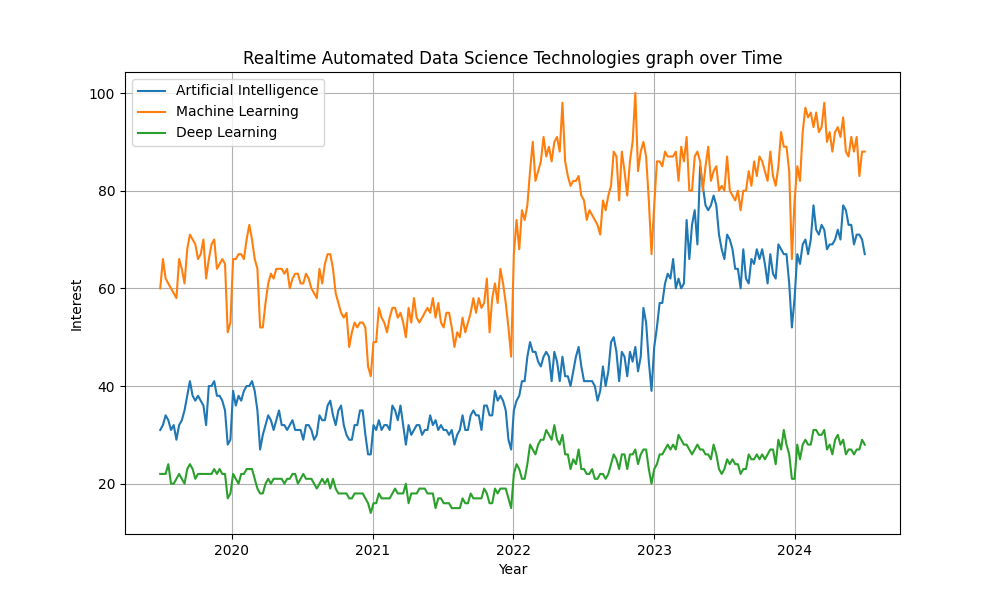 Realtime Automated Data Science Technologies graph over Time
Artificial Intelligence
Machine Learning
Deep Learning
100
80
60
40
20
Interest
2020 2021 2022 2023 2024
Year